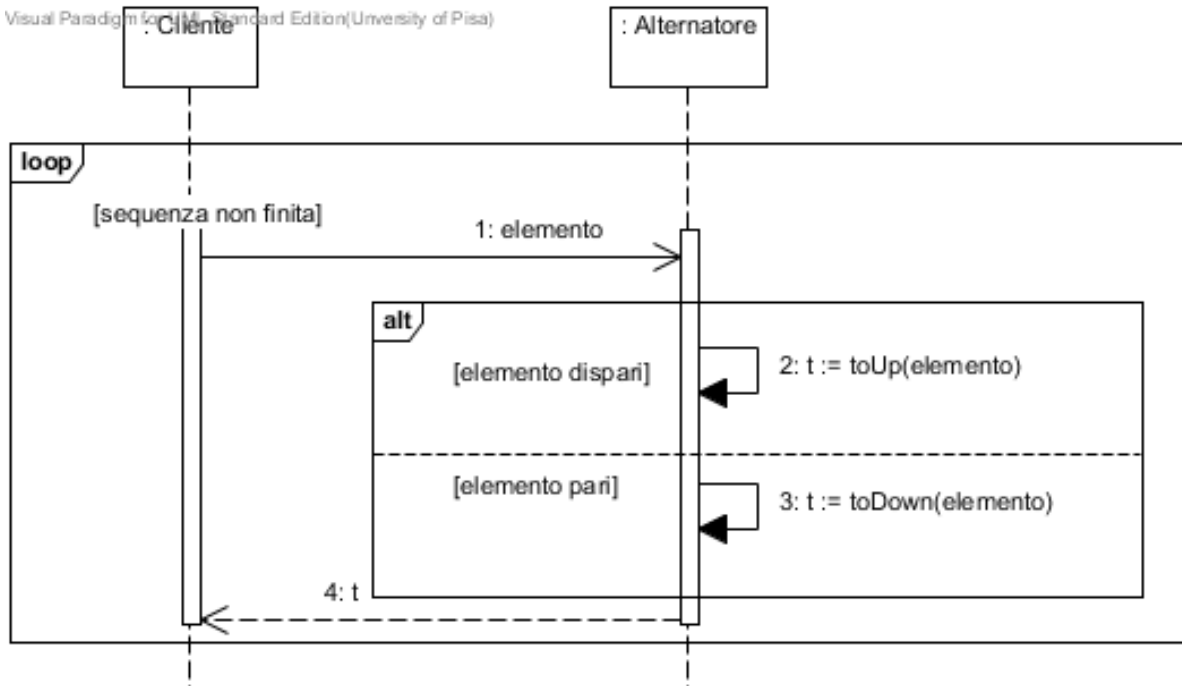 Visual Paradigm for UML Standard Edition(Unversity of Pisa)
: Cliente
: Alternatore
loop
[sequenza non finita]
1: elemento
alt
[elemento dispari]
2: t := toUp(elemento)
[elemento pari]
3: t := toDown(elemento)
4: t